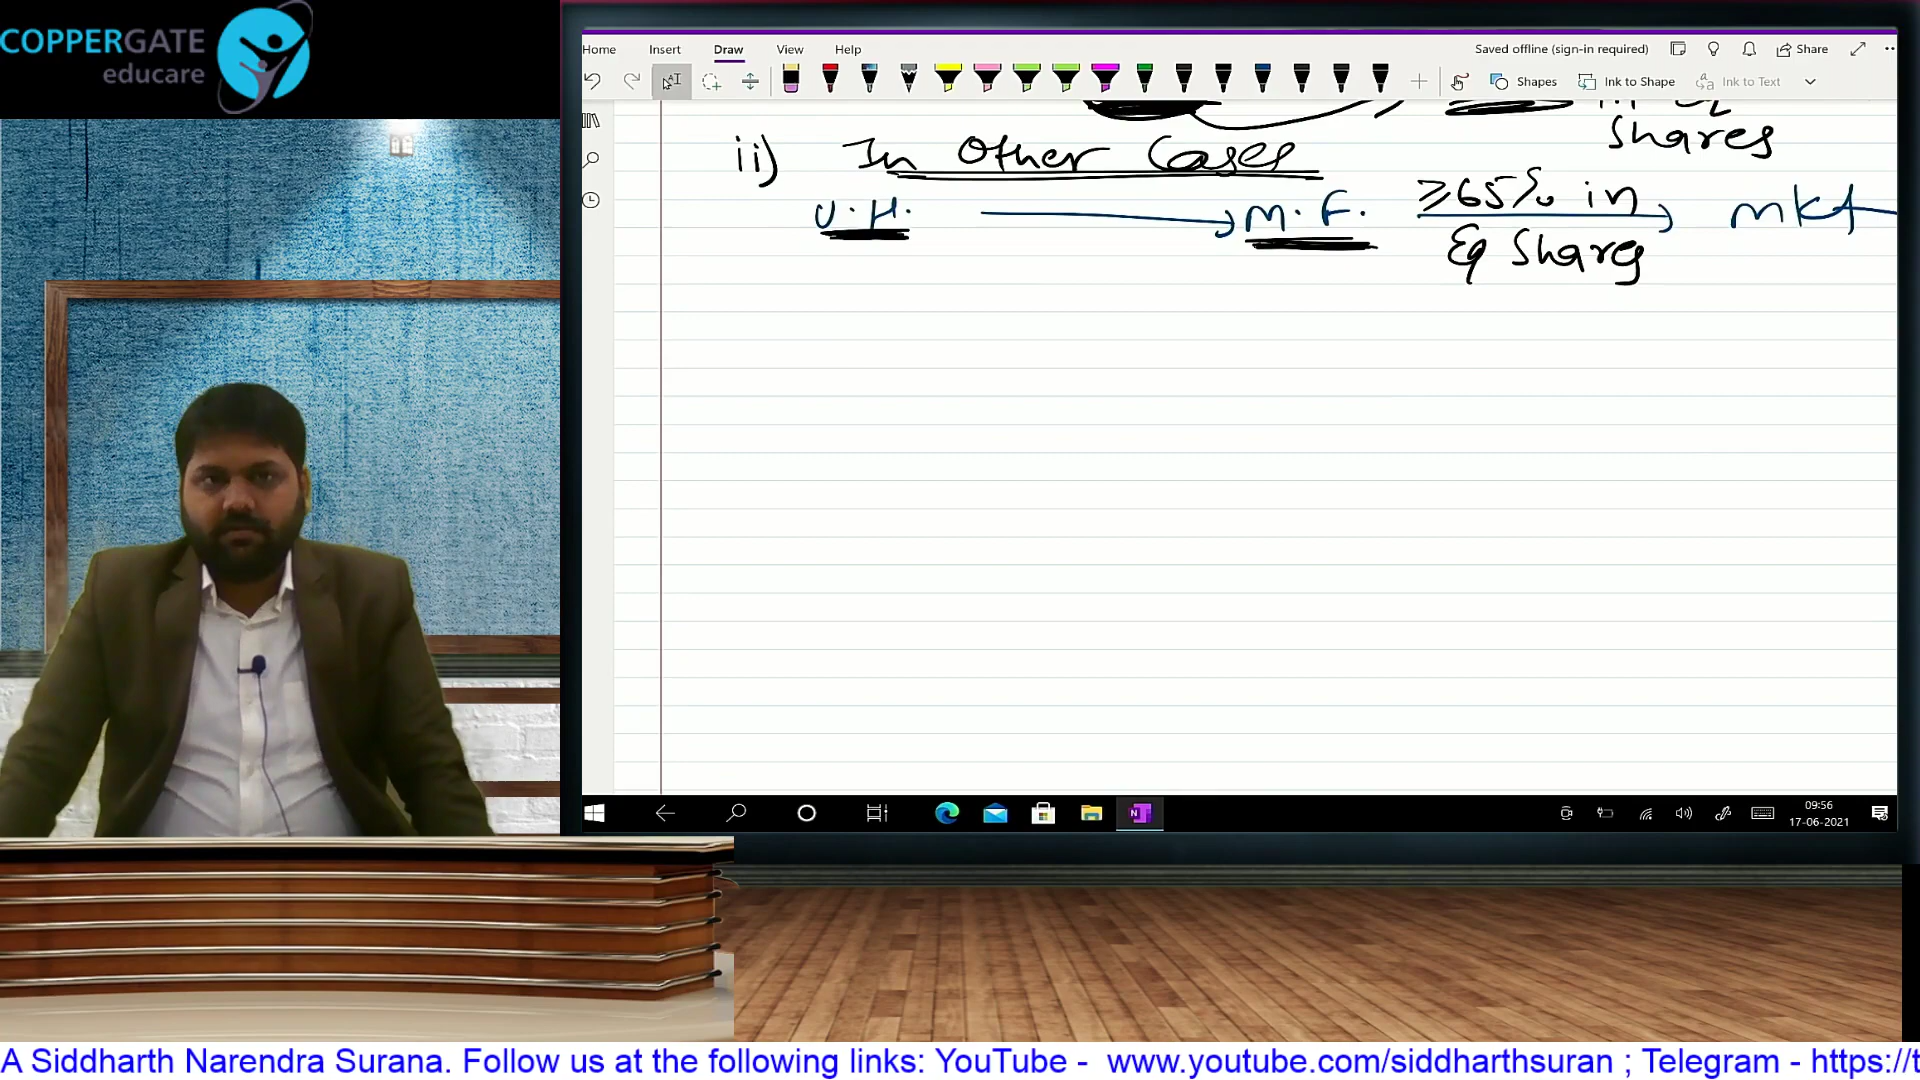 COPPERGATE
educare
Home Insert Draw View Help
Saved offline (sign-in required) Share
Shapes Ink to Shape Ink to Text
Shares
ii) In Other Cases
U.H. M.F. ≥65% in mkt
Eq Shares
09:56
17-06-2021
A Siddharth Narendra Surana. Follow us at the following links: YouTube - www.youtube.com/siddharthsuran ; Telegram - https://t